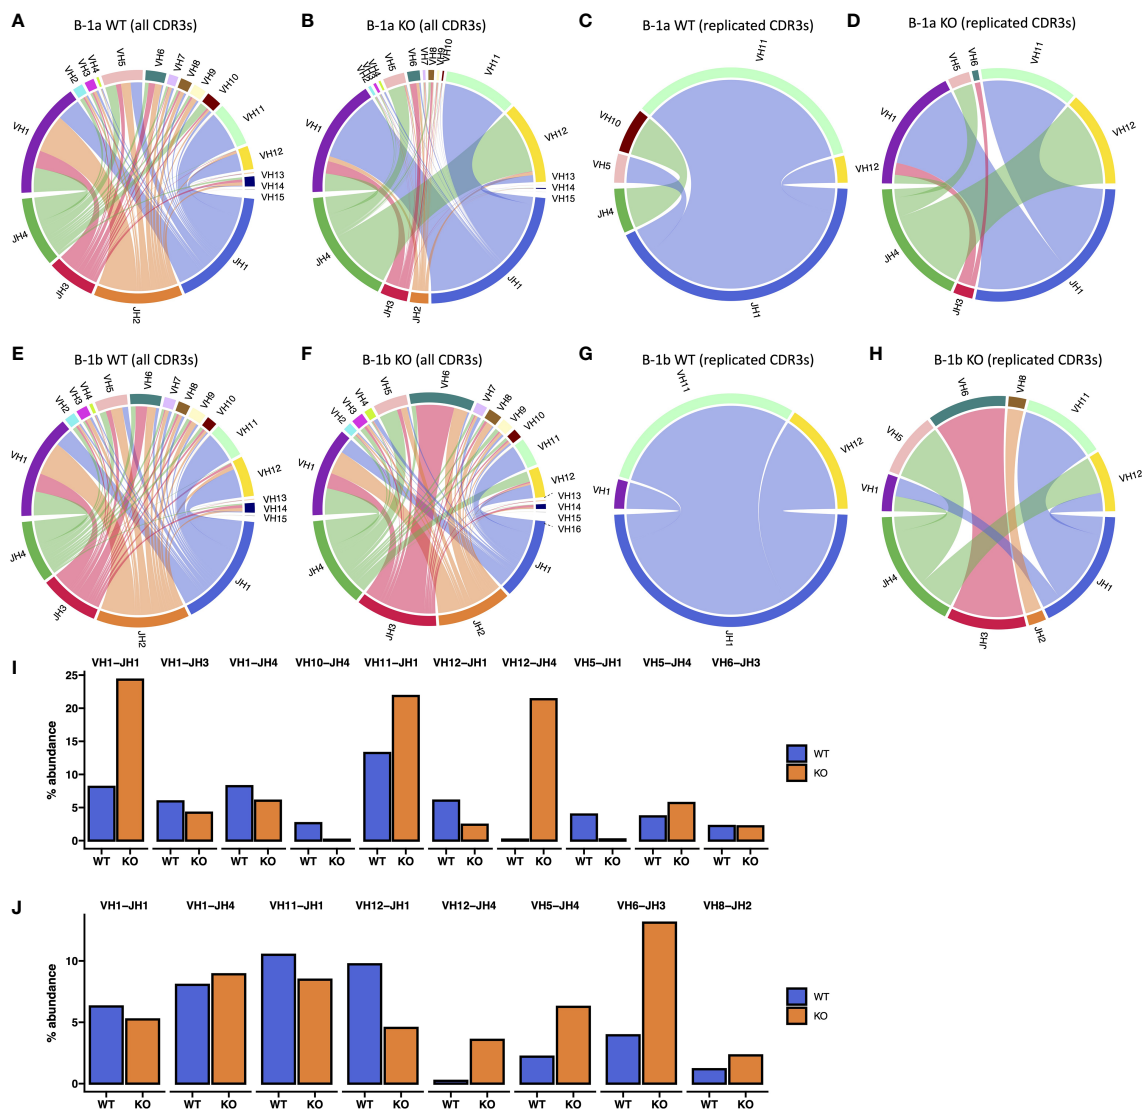 A
B-1a WT (all CDR3s)
VH1
VH2
VH3
VH4
VH5
VH6
VH7
VH8
VH9
VH10
VH11
VH12
VH13
VH14
VH15
JH1
JH2
JH3
JH4
B
B-1a KO (all CDR3s)
VH1
VH5
VH6
VH8
VH10
VH11
VH12
VH13
VH14
VH15
JH1
JH2
JH3
JH4
C
B-1a WT (replicated CDR3s)
VH11
VH10
VH5
JH4
JH1
D
B-1a KO (replicated CDR3s)
VH12
VH1
VH5
VH6
VH11
VH12
JH1
JH3
JH4
E
B-1b WT (all CDR3s)
VH1
VH2
VH3
VH4
VH5
VH6
VH7
VH8
VH9
VH10
VH11
VH12
VH13
VH14
VH15
JH1
JH2
JH3
JH4
F
B-1b KO (all CDR3s)
VH1
VH2
VH3
VH4
VH5
VH6
VH7
VH8
VH9
VH10
VH11
VH12
VH13
VH14
VH15
VH16
JH1
JH2
JH3
JH4
G
B-1b WT (replicated CDR3s)
VH1
VH11
VH12
JH1
H
B-1b KO (replicated CDR3s)
VH1
VH5
VH6
VH8
VH11
VH12
JH1
JH2
JH3
JH4
I
VH1–JH1 VH1–JH3 VH1–JH4 VH10–JH4 VH11–JH1 VH12–JH1 VH12–JH4 VH5–JH1 VH5–JH4 VH6–JH3
% abundance
25
20
15
10
5
0
WT KO WT KO WT KO WT KO WT KO WT KO WT KO WT KO WT KO WT KO
WT
KO
J
VH1–JH1 VH1–JH4 VH11–JH1 VH12–JH1 VH12–JH4 VH5–JH4 VH6–JH3 VH8–JH2
% abundance
10
5
0
WT KO WT KO WT KO WT KO WT KO WT KO WT KO WT KO
WT
KO